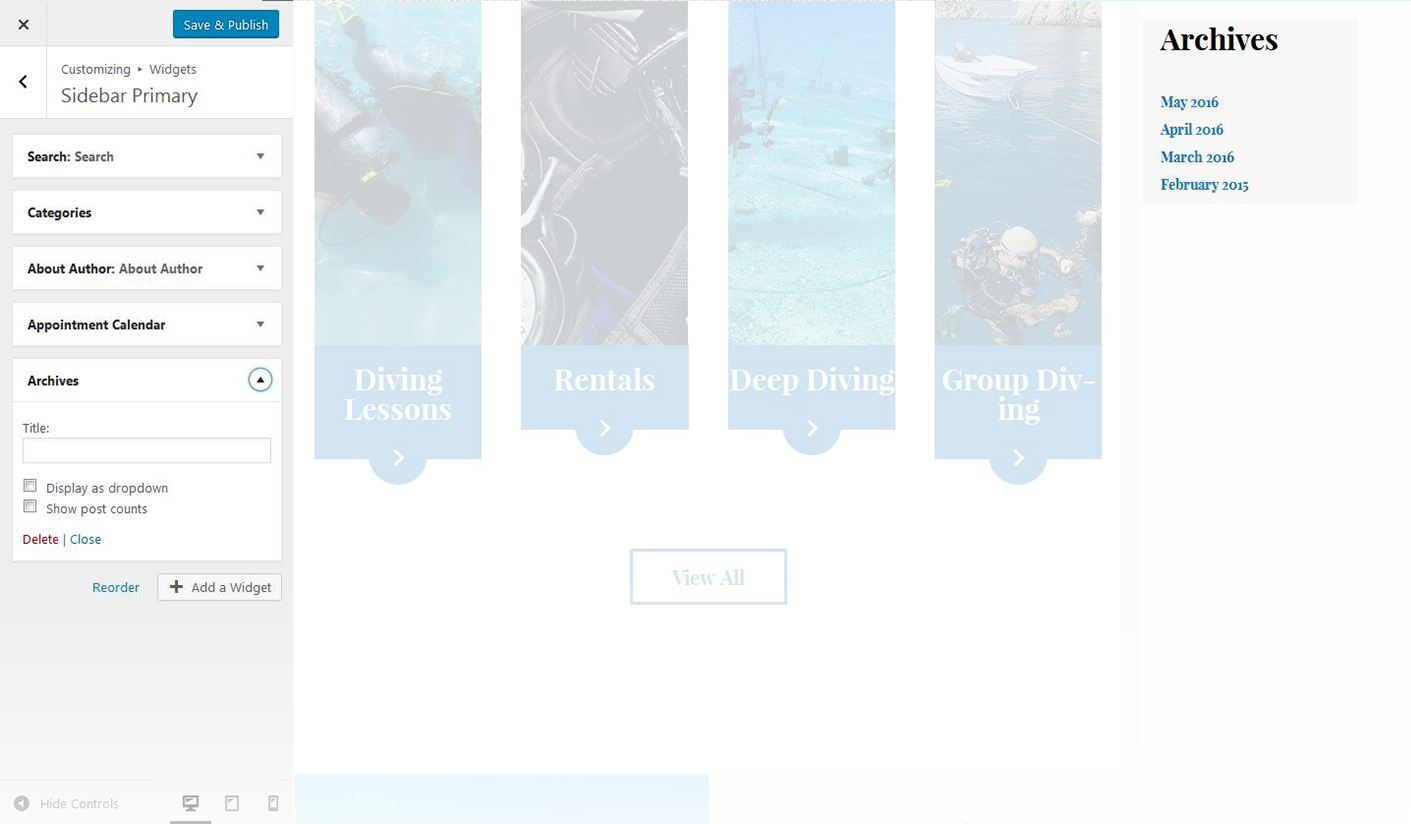 Save & Publish
Customizing ▸ Widgets
Sidebar Primary
Search: Search
Categories
About Author: About Author
Appointment Calendar
Archives
Title:
Display as dropdown
Show post counts
Delete | Close
Reorder
Add a Widget
Hide Controls
Diving
Lessons
Rentals
Deep Diving
Group Div-
ing
View All
Archives
May 2016
April 2016
March 2016
February 2015